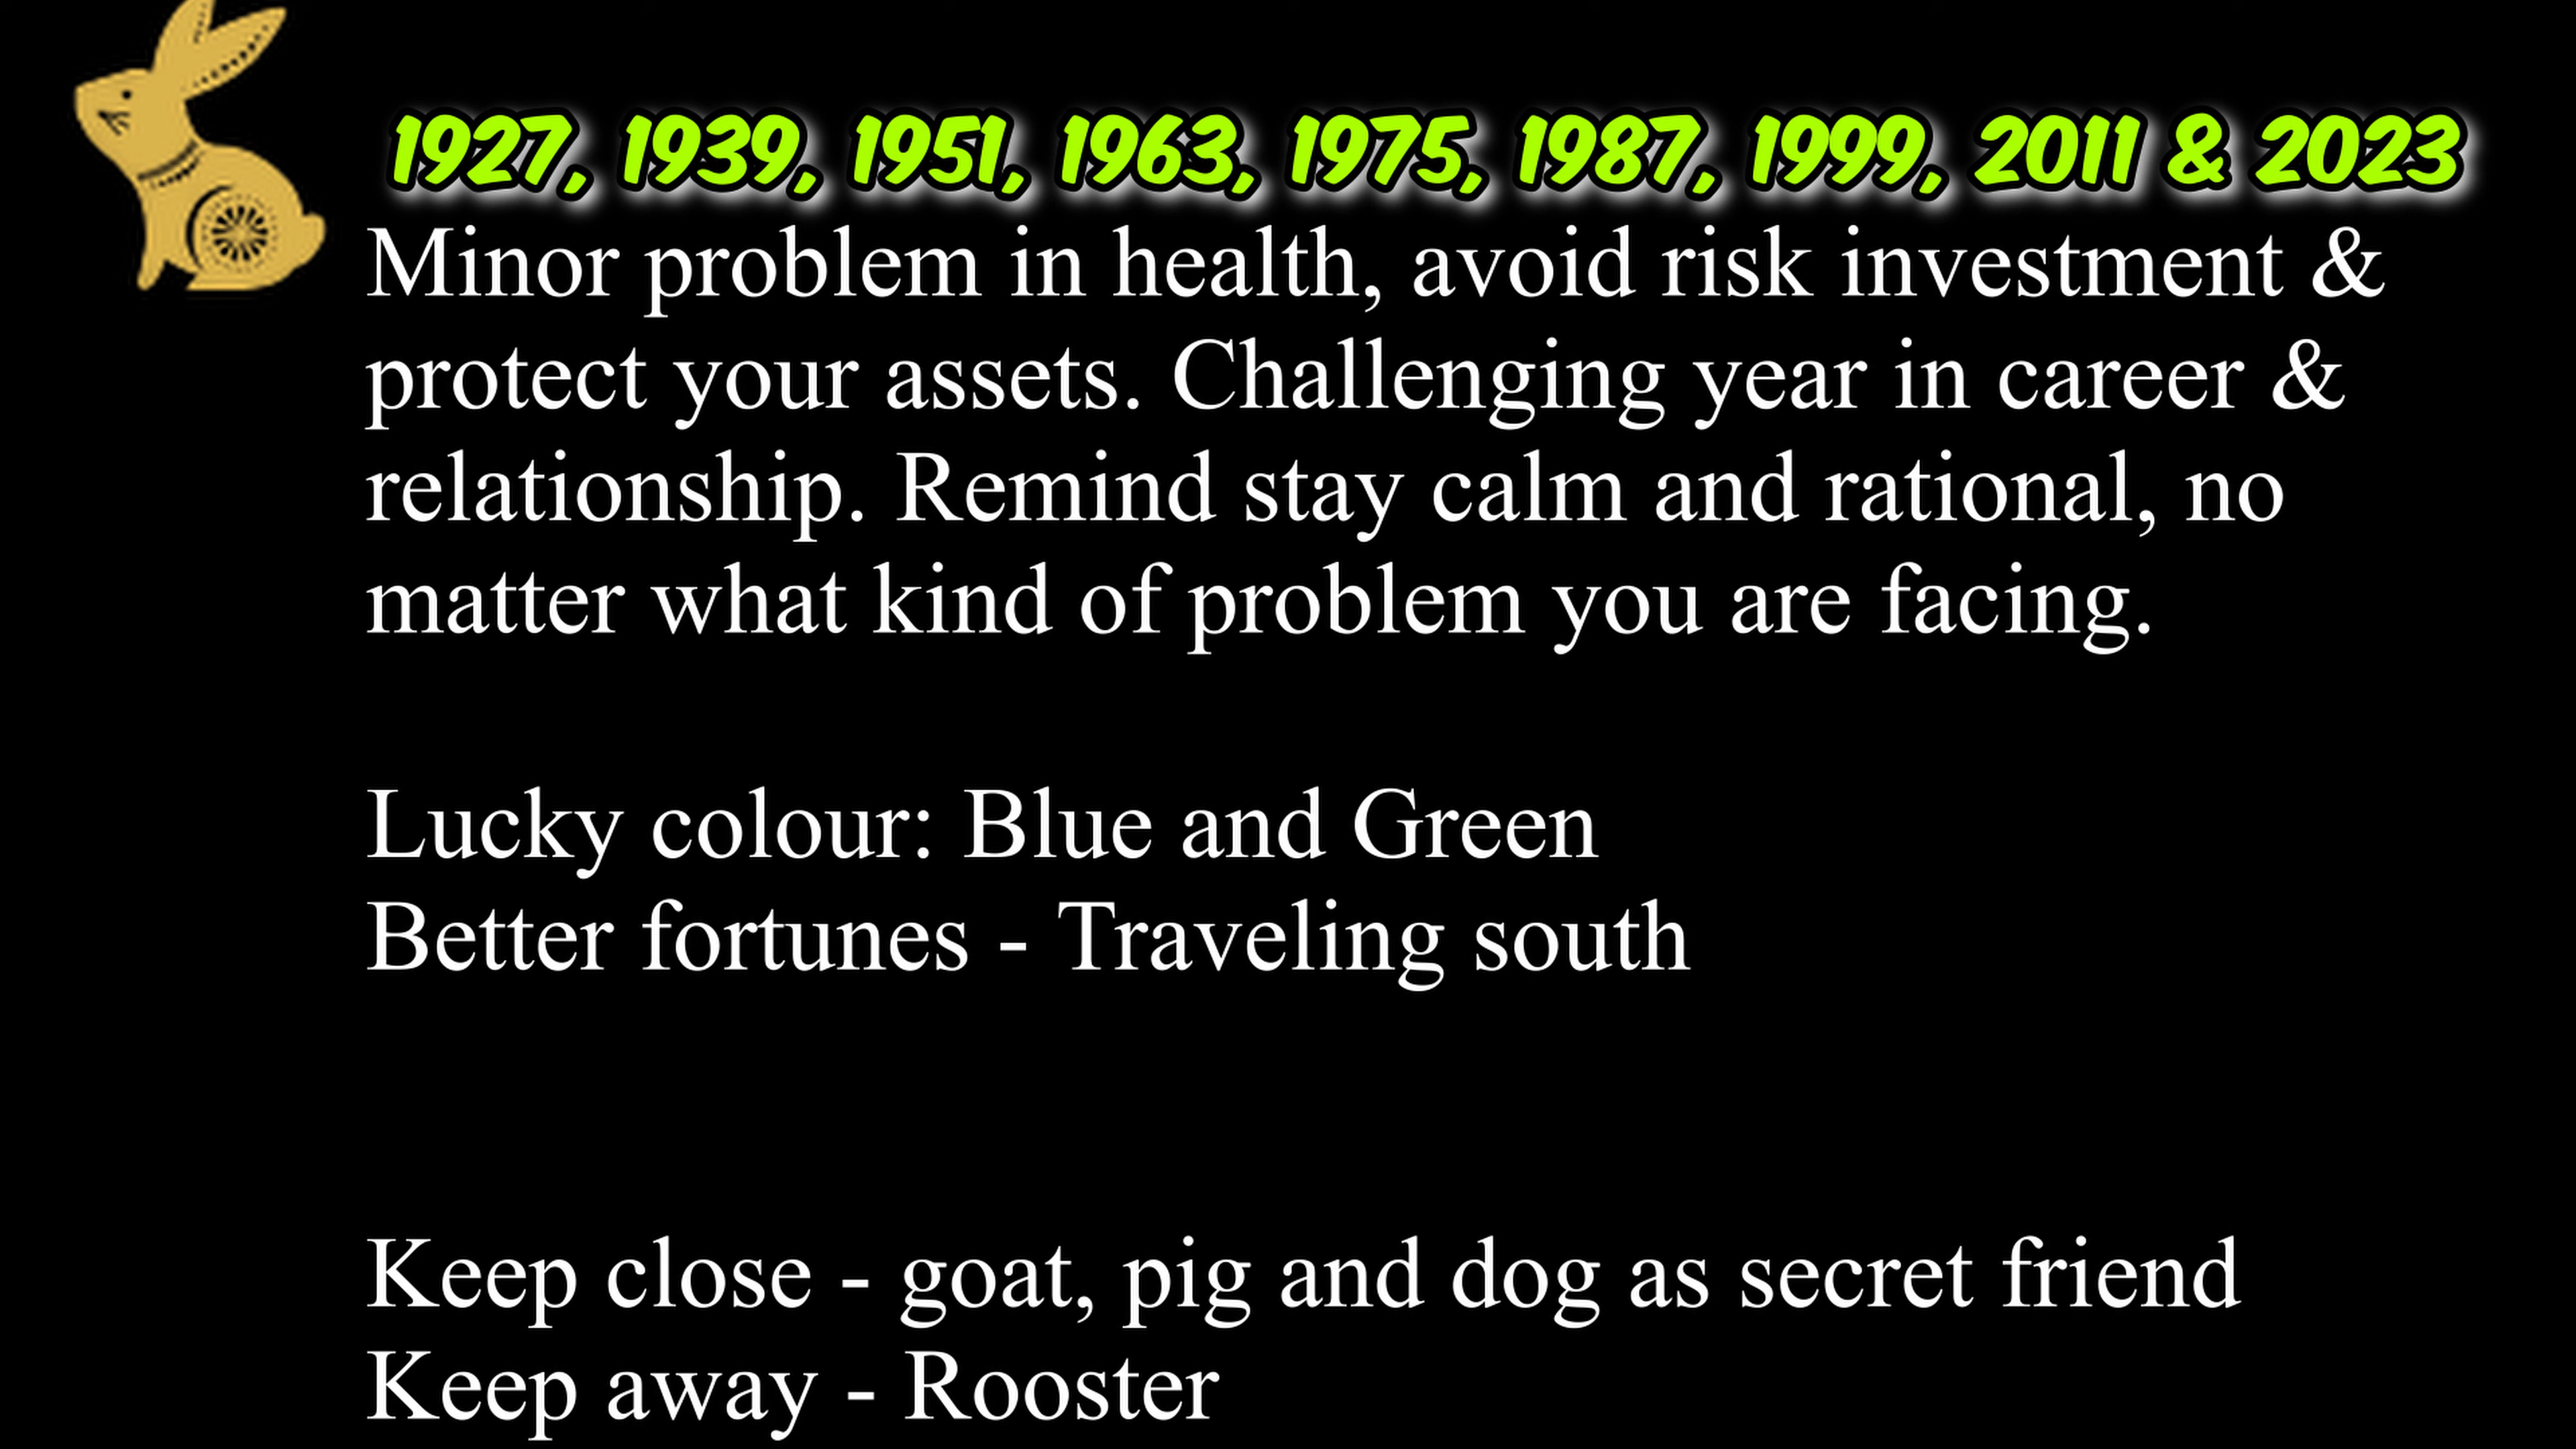 1927, 1939, 1951, 1963, 1975, 1987, 1999, 2011 & 2023
Minor problem in health, avoid risk investment &
protect your assets. Challenging year in career &
relationship. Remind stay calm and rational, no
matter what kind of problem you are facing.
Lucky colour: Blue and Green
Better fortunes - Traveling south
Keep close - goat, pig and dog as secret friend
Keep away - Rooster